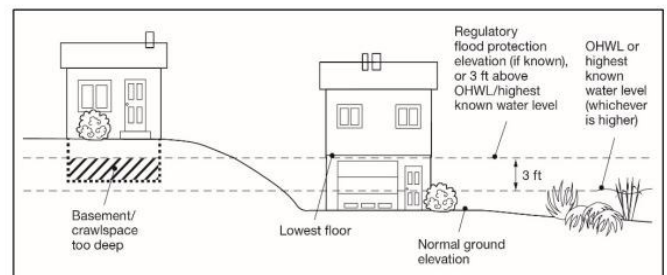 Regulatory
flood protection
elevation (if known),
or 3 ft above
OHWL/highest
known water level
OHWL or
highest
known
water level
(whichever
is higher)
3 ft
Basement/
crawlspace
too deep
Lowest floor
Normal ground
elevation